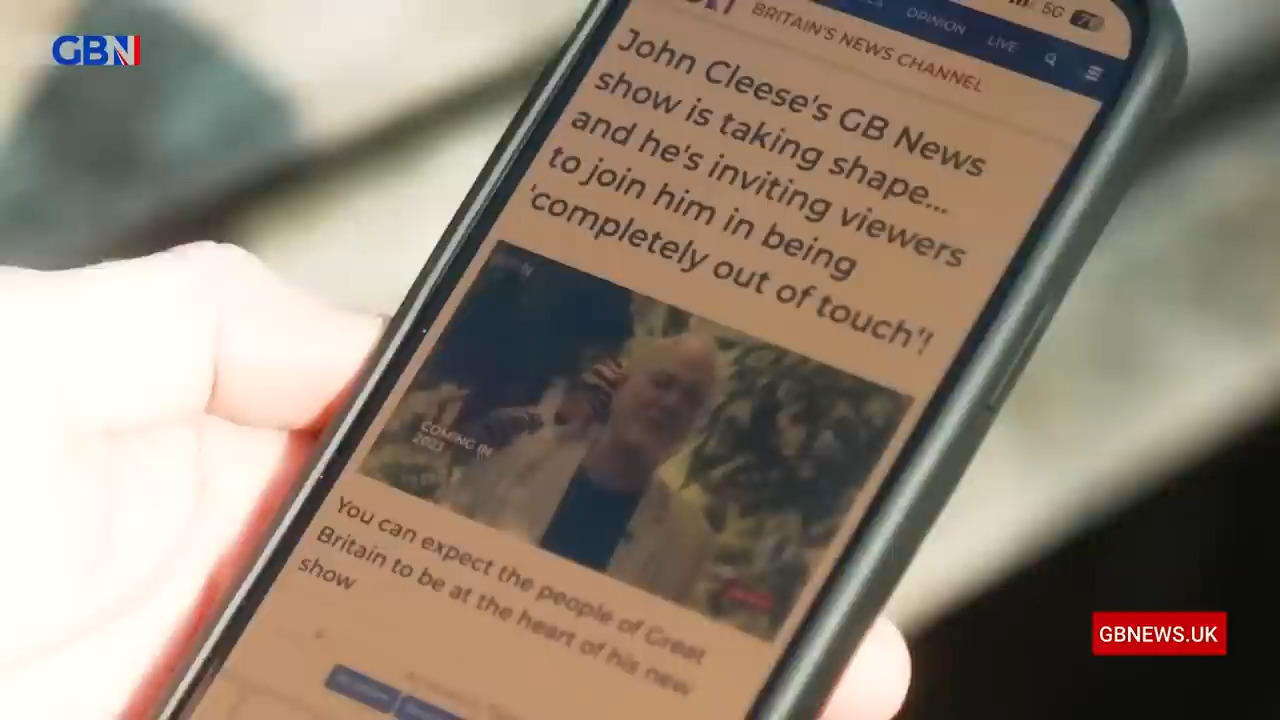 GBN
5G
OPINION
LIVE
BRITAIN'S NEWS CHANNEL
John Cleese's GB News
show is taking shape...
and he's inviting viewers
to join him in being
'completely out of touch'!
COMING IN
2023
You can expect the people of Great
Britain to be at the heart of his new
show
GBNEWS.UK